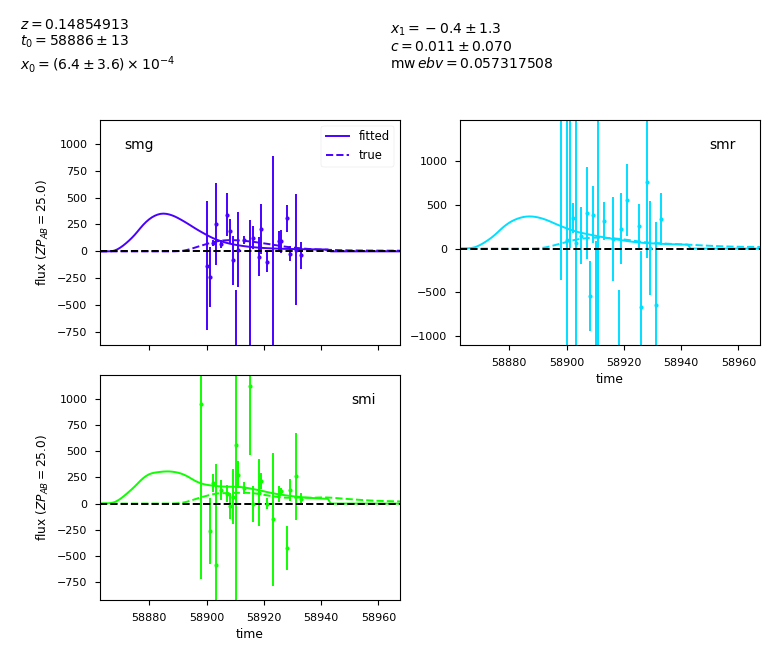 z = 0.14854913
t₀ = 58886 ± 13
x₀ = (6.4 ± 3.6) × 10⁻⁴
x₁ = −0.4 ± 1.3
c = 0.011 ± 0.070
mw ebv = 0.057317508
smg
fitted
true
1000
750
500
250
0
−250
−500
−750
flux (ZP_AB = 25.0)
smr
1000
500
0
−500
−1000
58880 58900 58920 58940 58960
time
smi
1000
750
500
250
0
−250
−500
−750
flux (ZP_AB = 25.0)
58880 58900 58920 58940 58960
time